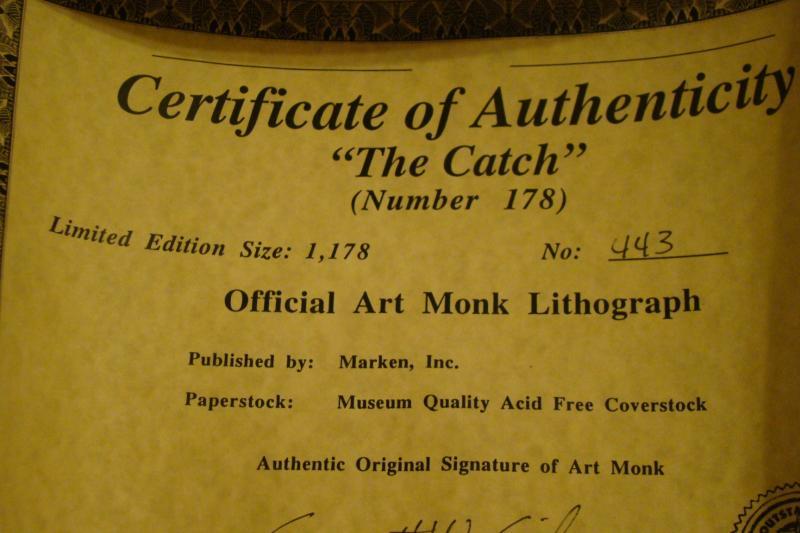 Certificate of Authenticity
“The Catch”
(Number 178)
Limited Edition Size: 1,178 No: 443
Official Art Monk Lithograph
Published by: Marken, Inc.
Paperstock: Museum Quality Acid Free Coverstock
Authentic Original Signature of Art Monk